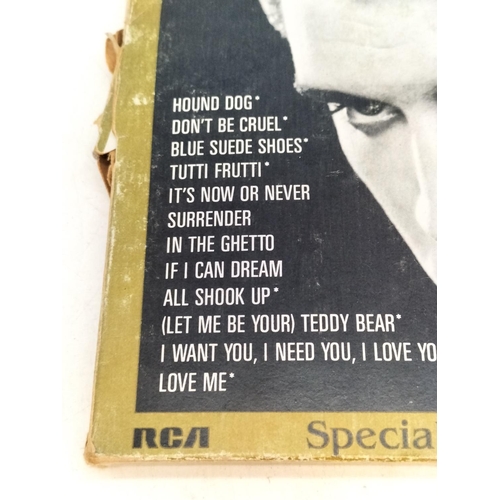 HOUND DOG*
DON'T BE CRUEL*
BLUE SUEDE SHOES*
TUTTI FRUTTI*
IT'S NOW OR NEVER
SURRENDER
IN THE GHETTO
IF I CAN DREAM
ALL SHOOK UP*
(LET ME BE YOUR) TEDDY BEAR*
I WANT YOU, I NEED YOU, I LOVE YO
LOVE ME*
RCA Special